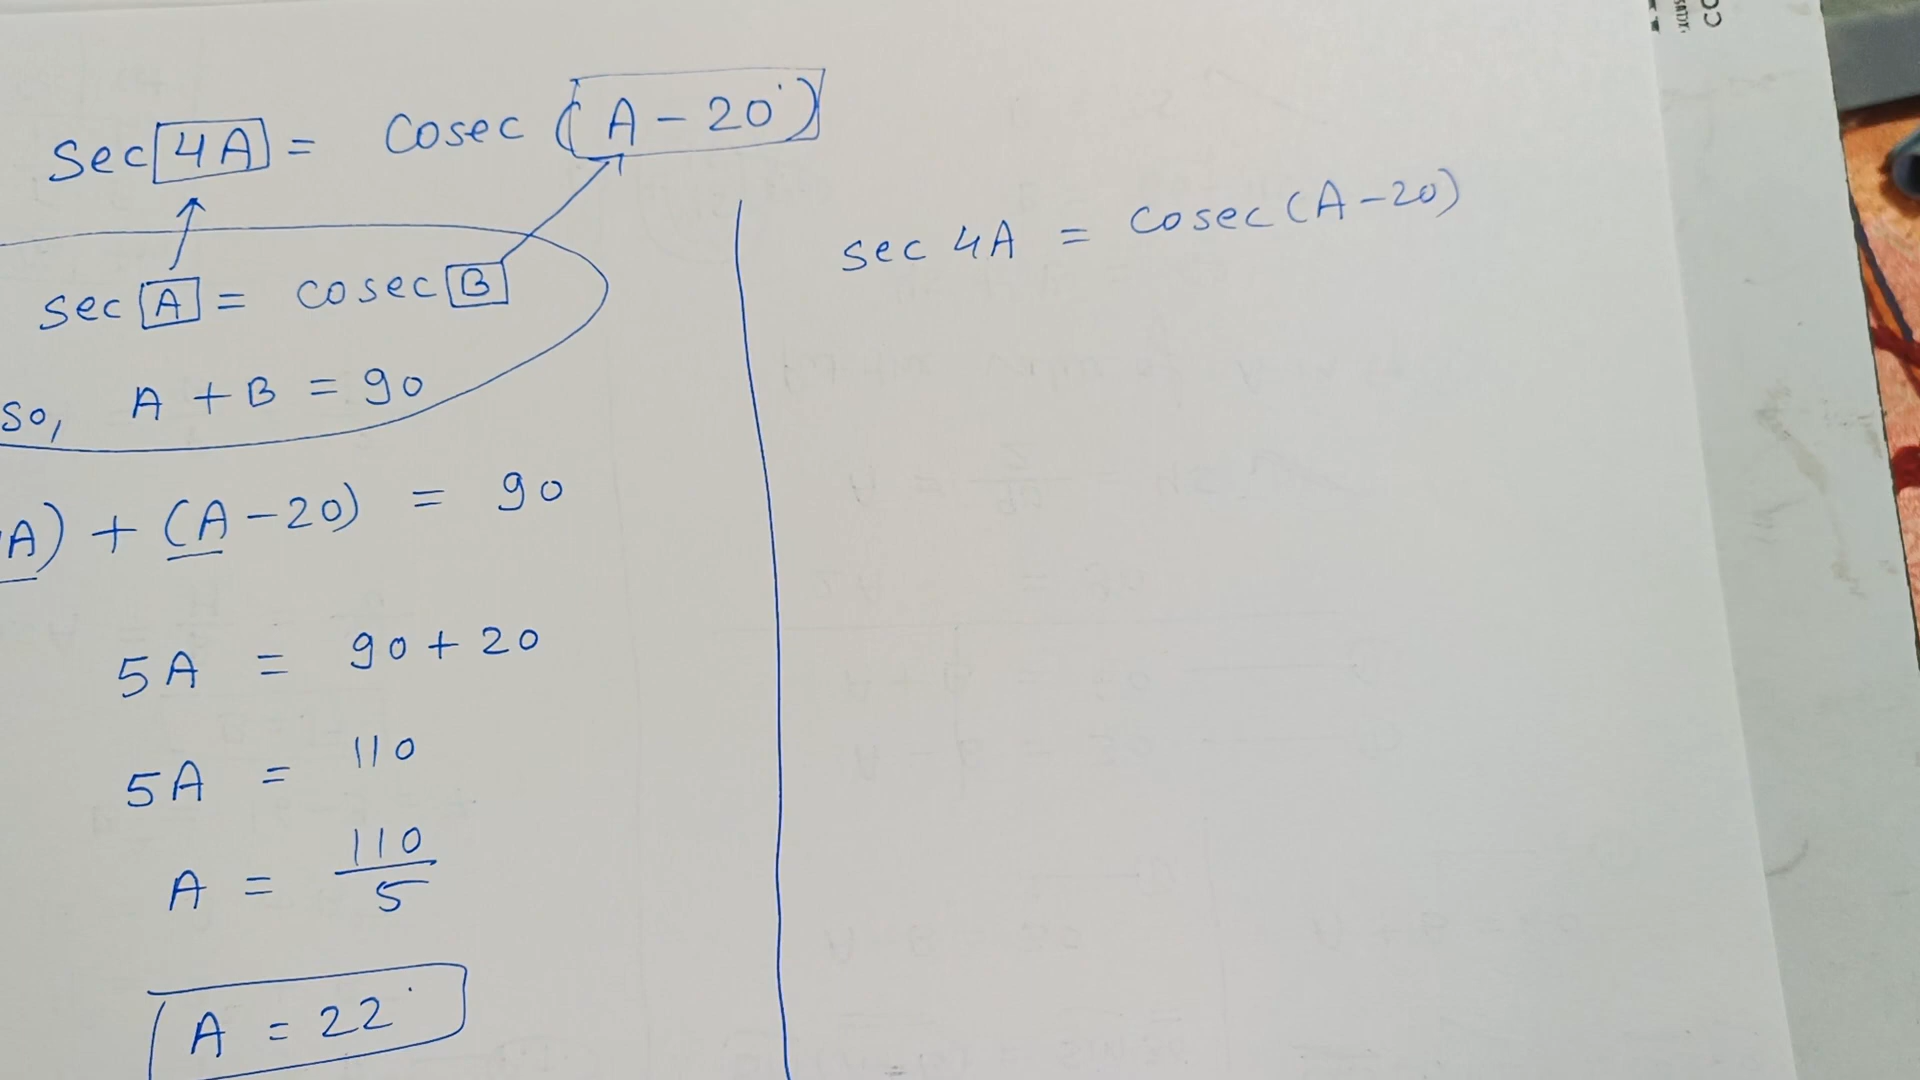 sec 4A = cosec (A - 20°)
sec A = cosec B
so, A + B = 90
A) + (A - 20) = 90
5A = 90 + 20
5A = 110
A = 110/5
A = 22°
sec 4A = cosec (A - 20)